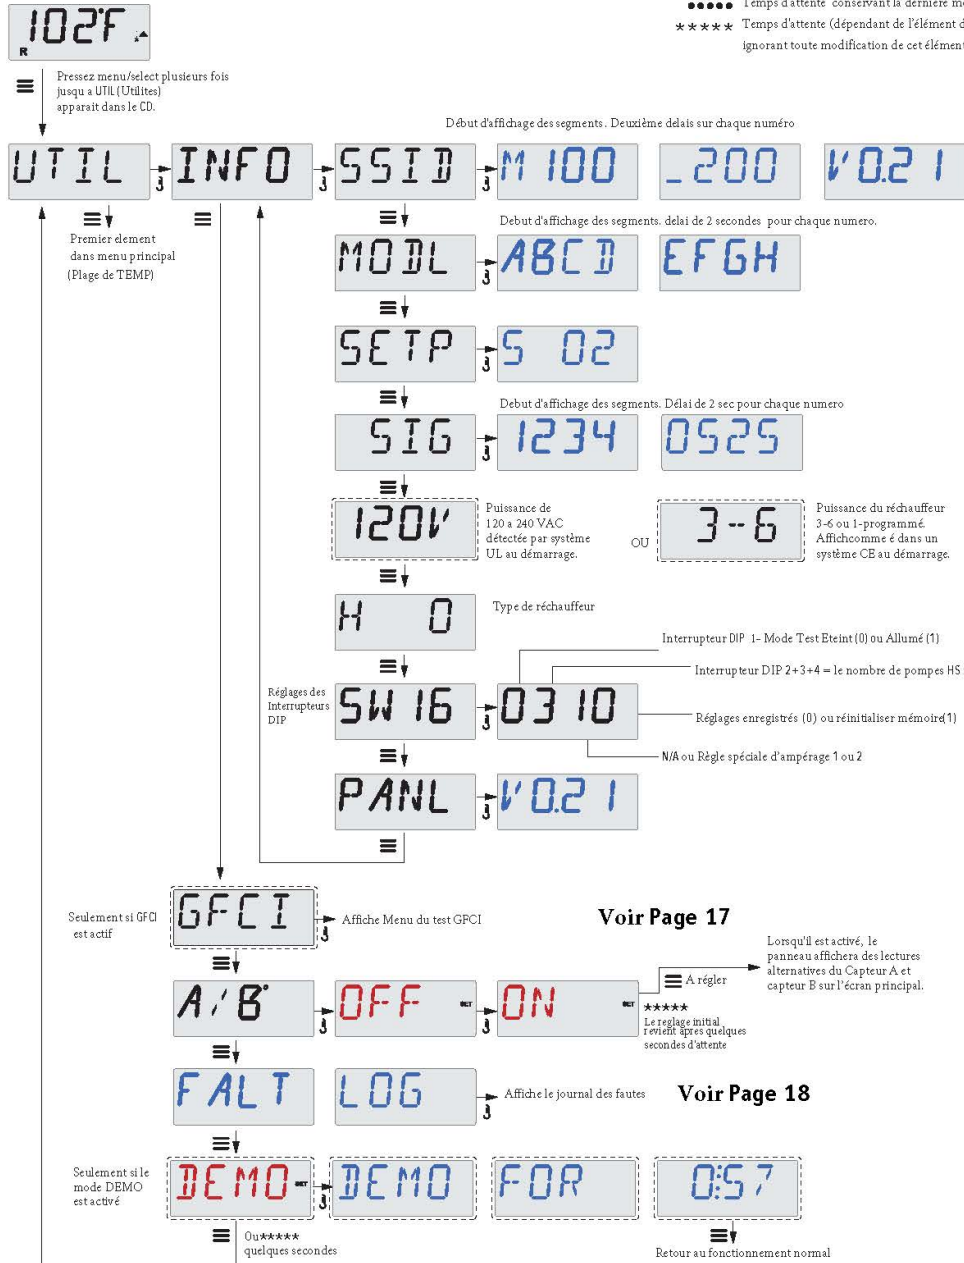 ●●●●● Temps d'attente conservant la dernière
★★★★★ Temps d'attente (dépendant de l'élément
ignorant toute modification de cet élément
102°F
R
Pressez menu/select plusieurs fois
jusqu a UTIL (Utilites)
apparait dans le CD.
Début d'affichage des segments. Deuxième delais sur chaque numéro
UTIL INFO SSID M 100 _200 V 0.21
Premier element
dans menu principal
(Plage de TEMP)
Debut d'affichage des segments. delai de 2 secondes pour chaque numero.
MODL ABCD EFGH
SETP S 02
Debut d'affichage des segments. Délai de 2 sec pour chaque numero
SIG 1234 0525
120V
Puissance de
120 a 240 VAC
détectée par système
UL au démarrage.
OU
3--6
Puissance du réchauffeur
3-6 ou 1-programmé.
Affichcomme é dans un
système CE au démarrage.
H 0
Type de réchauffeur
Interrupteur DIP 1- Mode Test Eteint (0) ou Allumé (1)
Interrupteur DIP 2+3+4 = le nombre de pompes HS
Réglages des
Interrupteurs
DIP
SW 16 0310
Réglages enregistrés (0) ou réinitialiser mémoire(1)
N/A ou Règle spéciale d'ampérage 1 ou 2
PANL V 0.21
Seulement si GFCI
est actif
GFCI
Affiche Menu du test GFCI
Voir Page 17
A/B°
OFF SET
ON SET
A régler
Lorsqu'il est activé, le
panneau affichera des lectures
alternatives du Capteur A et
capteur B sur l'écran principal.
★★★★★
Le reglage initial
revient apres quelques
secondes d'attente
FALT LOG
Affiche le journal des fautes
Voir Page 18
Seulement si le
mode DEMO
est activé
DEMO SET DEMO FOR 0:57
Ou★★★★★
quelques secondes
Retour au fonctionnement normal